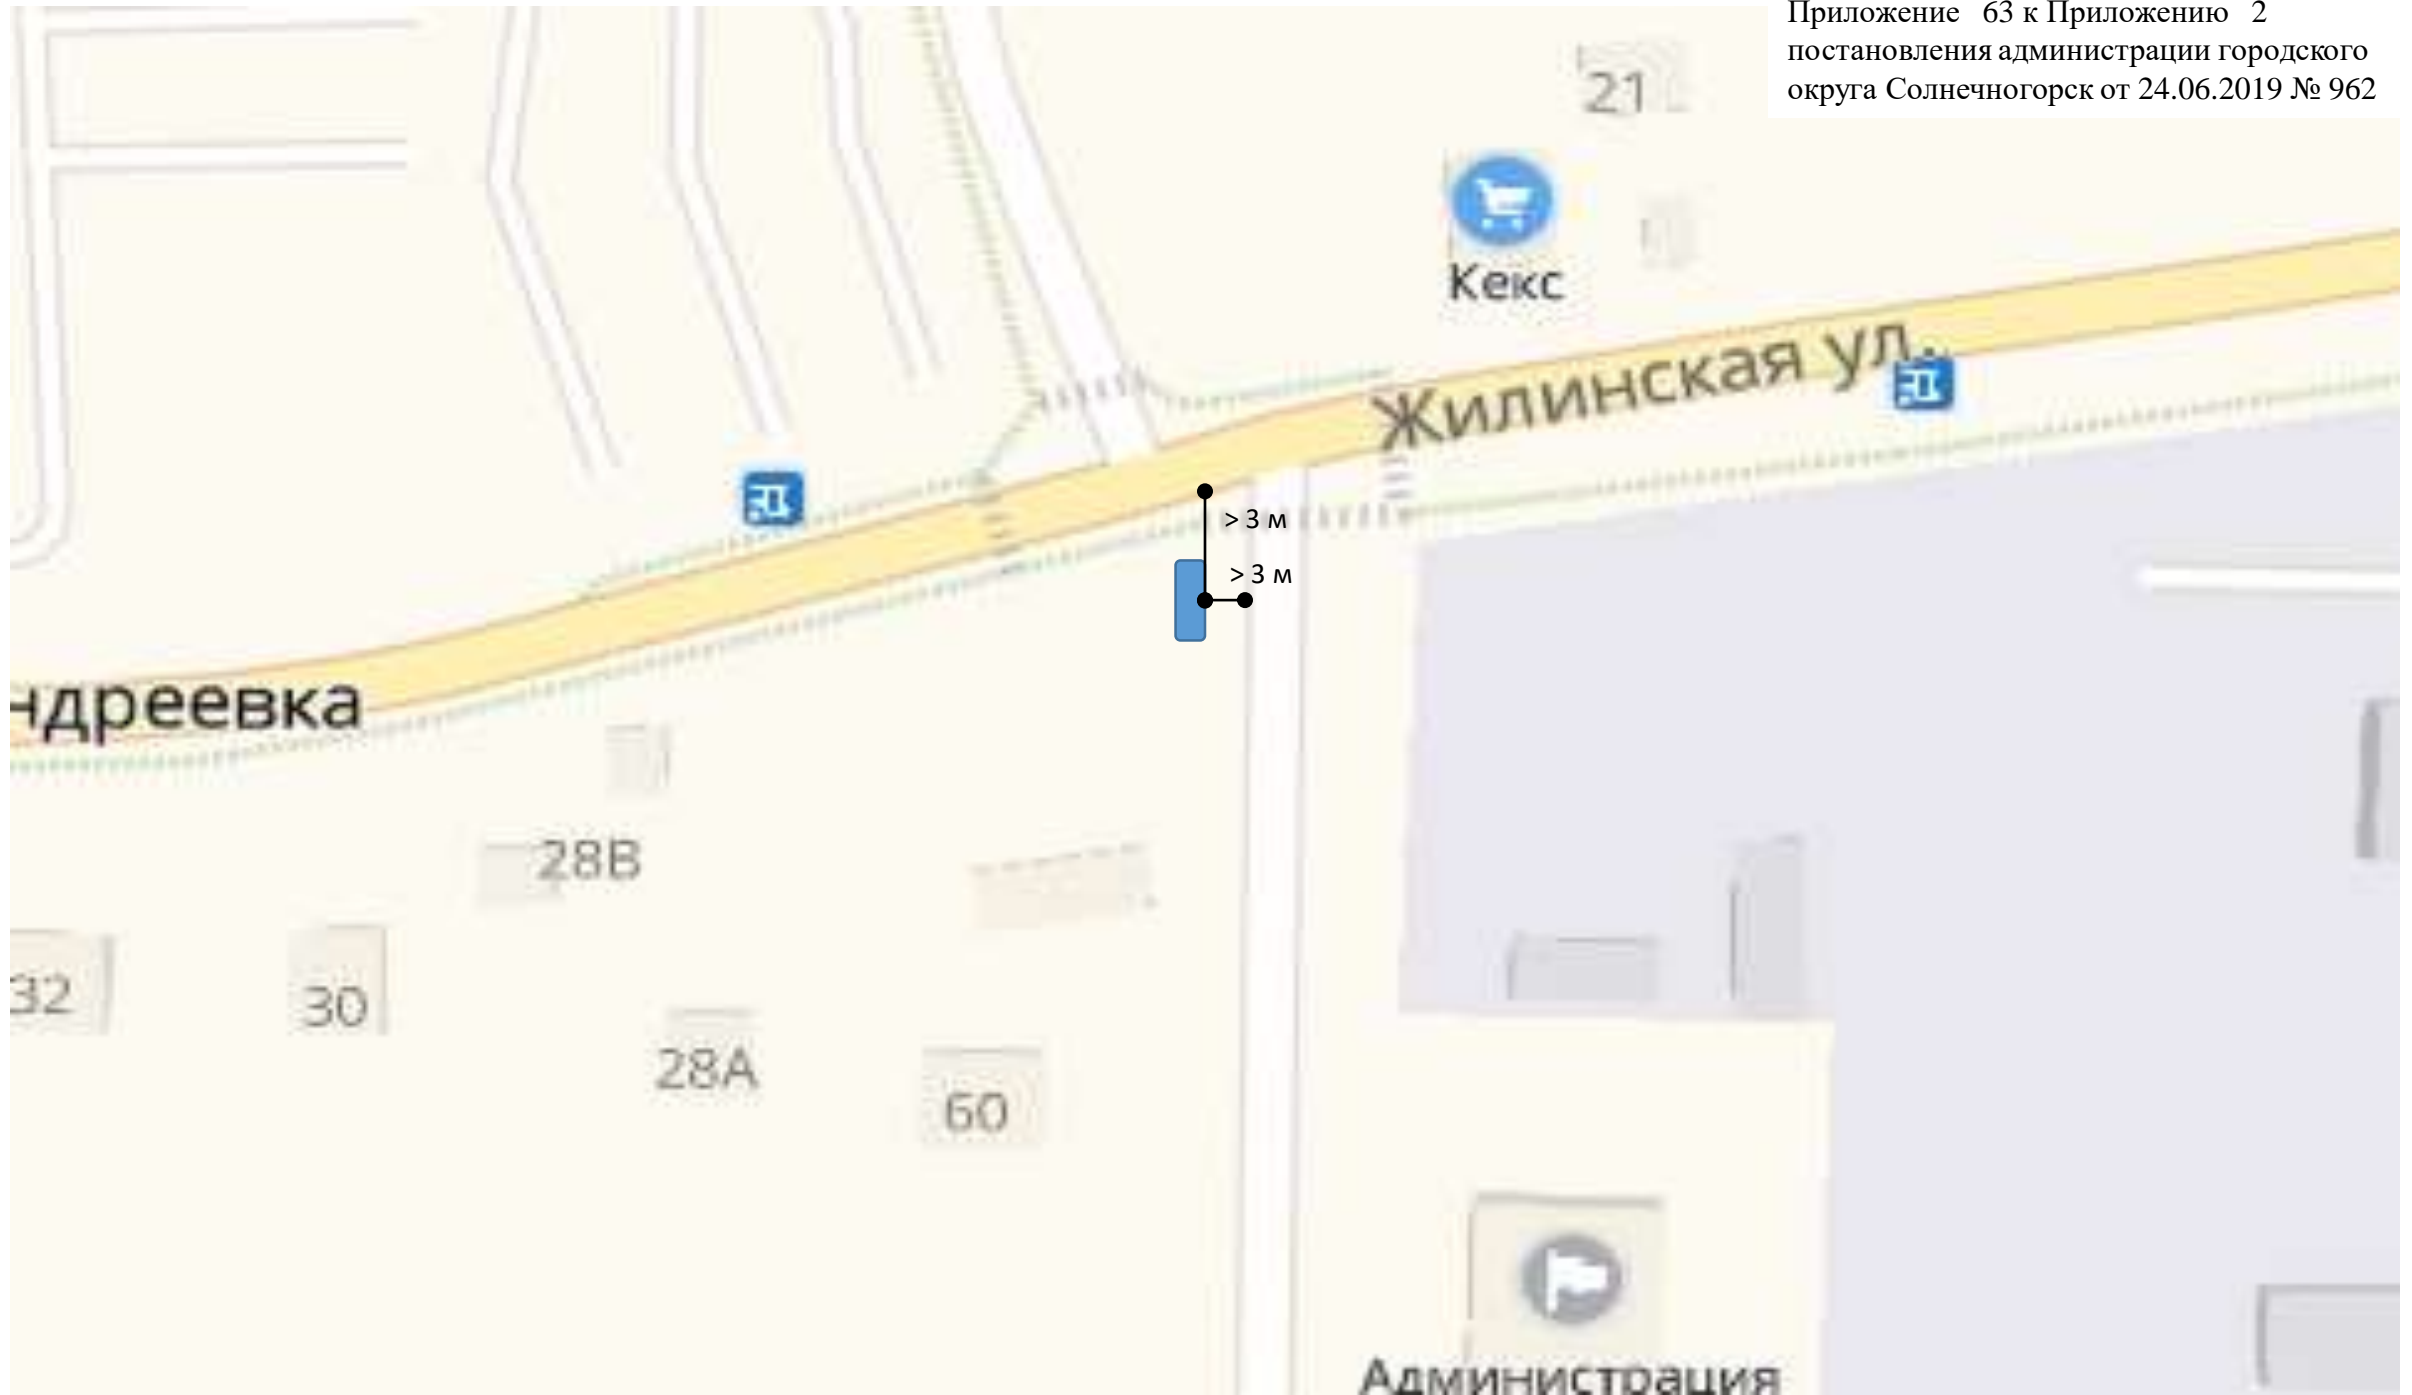 Приложение 63 к Приложению 2
постановления администрации городского
округа Солнечногорск от 24.06.2019 № 962
21
Кекс
Жилинская ул.
> 3 м
> 3 м
ндреевка
28В
32
30
28А
60
Администрация